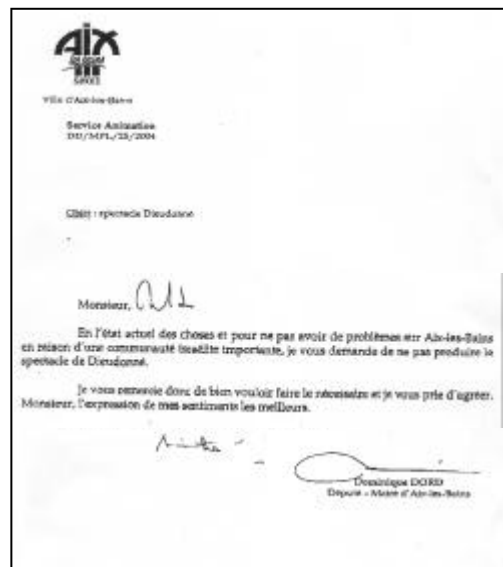 AiX
Ville d'Aix-les-Bains
Service Animation
DD/MPL/25/2004
Objet : spectacle Dieudonné
Monsieur,
En l'état actuel des choses et pour ne pas avoir de problèmes sur Aix-les-Bains
en raison d'une communauté israélite importante, je vous demande de ne pas produire le
spectacle de Dieudonné.
Je vous remercie donc de bien vouloir faire le nécessaire et je vous prie d'agréer,
Monsieur, l'expression de mes sentiments les meilleurs.
Dominique DORD
Député - Maire d'Aix-les-Bains